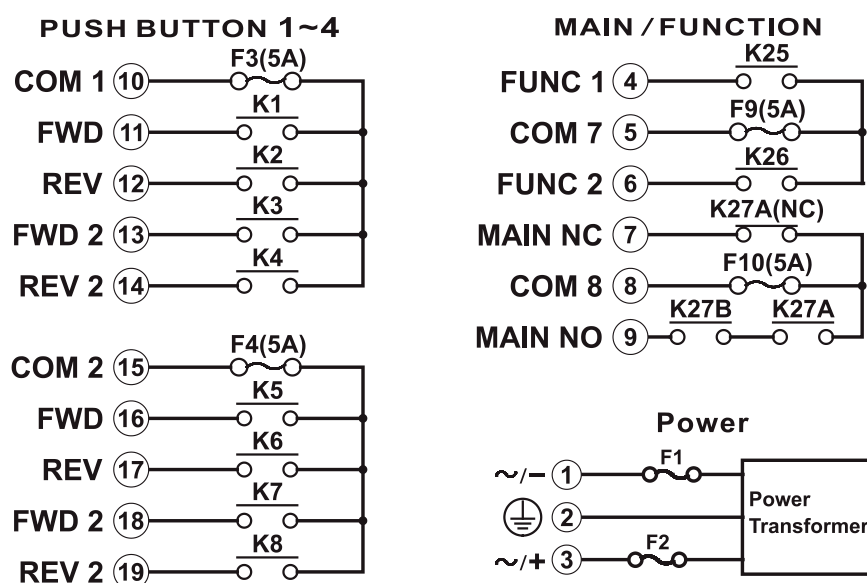 PUSH BUTTON 1~4
F3(5A)
COM 1 10
K1
FWD 11
K2
REV 12
K3
FWD 2 13
K4
REV 2 14
F4(5A)
COM 2 15
K5
FWD 16
K6
REV 17
K7
FWD 2 18
K8
REV 2 19
MAIN / FUNCTION
K25
FUNC 1 4
F9(5A)
COM 7 5
K26
FUNC 2 6
K27A(NC)
MAIN NC 7
F10(5A)
COM 8 8
K27B K27A
MAIN NO 9
Power
F1
~/- 1
2
F2
~/+ 3
Power
Transformer